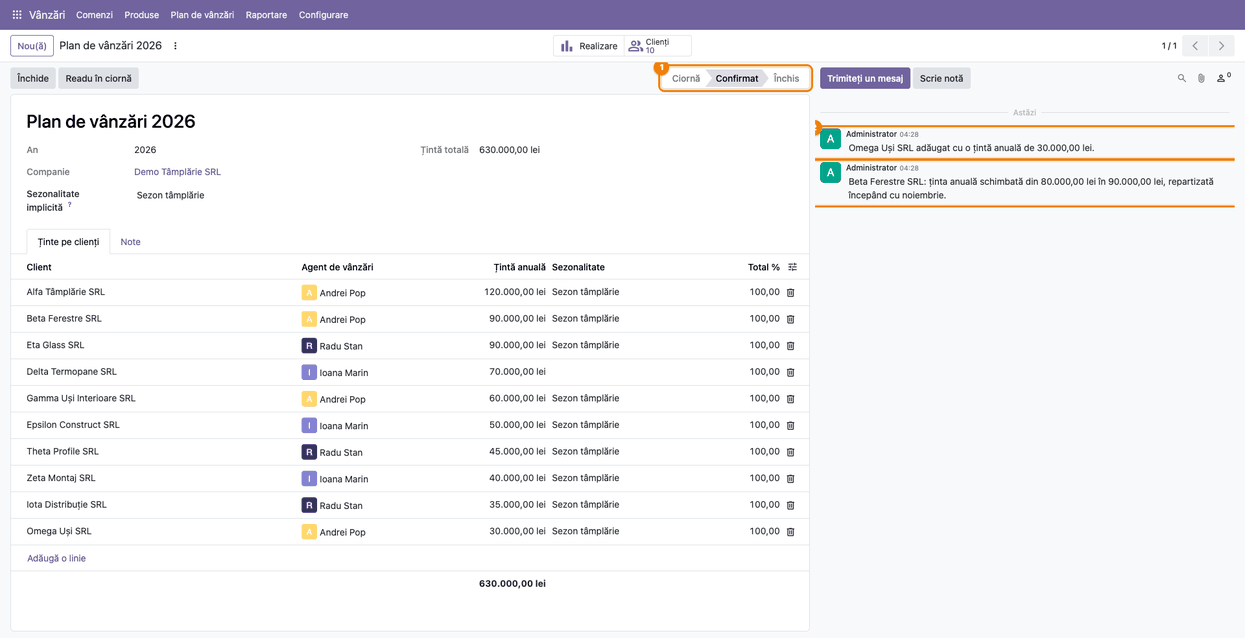 Vânzări Comenzi Produse Plan de vânzări Raportare Configurare
Nou(ă) Plan de vânzări 2026 Realizare Clienți 10 1 / 1
Închide Readu în ciornă 1 Ciornă Confirmat Închis Trimiteți un mesaj Scrie notă 0
Plan de vânzări 2026
An 2026 Țintă totală 630.000,00 lei
Companie Demo Tâmplărie SRL
Sezonalitate implicită ? Sezon tâmplărie
Țințe pe clienți Note
Client Agent de vânzări Țintă anuală Sezonalitate Total %
Alfa Tâmplărie SRL A Andrei Pop 120.000,00 lei Sezon tâmplărie 100,00
Beta Ferestre SRL A Andrei Pop 90.000,00 lei Sezon tâmplărie 100,00
Eta Glass SRL R Radu Stan 90.000,00 lei Sezon tâmplărie 100,00
Delta Termopane SRL I Ioana Marin 70.000,00 lei 100,00
Gamma Uși Interioare SRL A Andrei Pop 60.000,00 lei Sezon tâmplărie 100,00
Epsilon Construct SRL I Ioana Marin 50.000,00 lei Sezon tâmplărie 100,00
Theta Profile SRL R Radu Stan 45.000,00 lei Sezon tâmplărie 100,00
Zeta Montaj SRL I Ioana Marin 40.000,00 lei Sezon tâmplărie 100,00
Iota Distribuție SRL R Radu Stan 35.000,00 lei Sezon tâmplărie 100,00
Omega Uși SRL A Andrei Pop 30.000,00 lei Sezon tâmplărie 100,00
Adăugă o linie
630.000,00 lei
Astăzi
A Administrator 04:28
Omega Uși SRL adăugat cu o țintă anuală de 30.000,00 lei.
A Administrator 04:28
Beta Ferestre SRL: ținta anuală schimbată din 80.000,00 lei în 90.000,00 lei, repartizată
începând cu noiembrie.